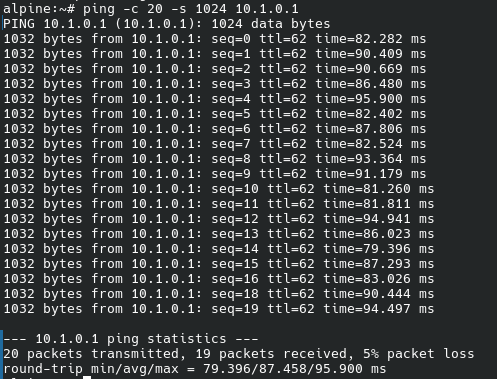 alpine:~# ping -c 20 -s 1024 10.1.0.1
PING 10.1.0.1 (10.1.0.1): 1024 data bytes
1032 bytes from 10.1.0.1: seq=0 ttl=62 time=82.282 ms
1032 bytes from 10.1.0.1: seq=1 ttl=62 time=90.409 ms
1032 bytes from 10.1.0.1: seq=2 ttl=62 time=90.669 ms
1032 bytes from 10.1.0.1: seq=3 ttl=62 time=86.480 ms
1032 bytes from 10.1.0.1: seq=4 ttl=62 time=95.900 ms
1032 bytes from 10.1.0.1: seq=5 ttl=62 time=82.402 ms
1032 bytes from 10.1.0.1: seq=6 ttl=62 time=87.806 ms
1032 bytes from 10.1.0.1: seq=7 ttl=62 time=82.524 ms
1032 bytes from 10.1.0.1: seq=8 ttl=62 time=93.364 ms
1032 bytes from 10.1.0.1: seq=9 ttl=62 time=91.179 ms
1032 bytes from 10.1.0.1: seq=10 ttl=62 time=81.260 ms
1032 bytes from 10.1.0.1: seq=11 ttl=62 time=81.811 ms
1032 bytes from 10.1.0.1: seq=12 ttl=62 time=94.941 ms
1032 bytes from 10.1.0.1: seq=13 ttl=62 time=86.023 ms
1032 bytes from 10.1.0.1: seq=14 ttl=62 time=79.396 ms
1032 bytes from 10.1.0.1: seq=15 ttl=62 time=87.293 ms
1032 bytes from 10.1.0.1: seq=16 ttl=62 time=83.026 ms
1032 bytes from 10.1.0.1: seq=18 ttl=62 time=90.444 ms
1032 bytes from 10.1.0.1: seq=19 ttl=62 time=94.497 ms
--- 10.1.0.1 ping statistics ---
20 packets transmitted, 19 packets received, 5% packet loss
round-trip min/avg/max = 79.396/87.458/95.900 ms